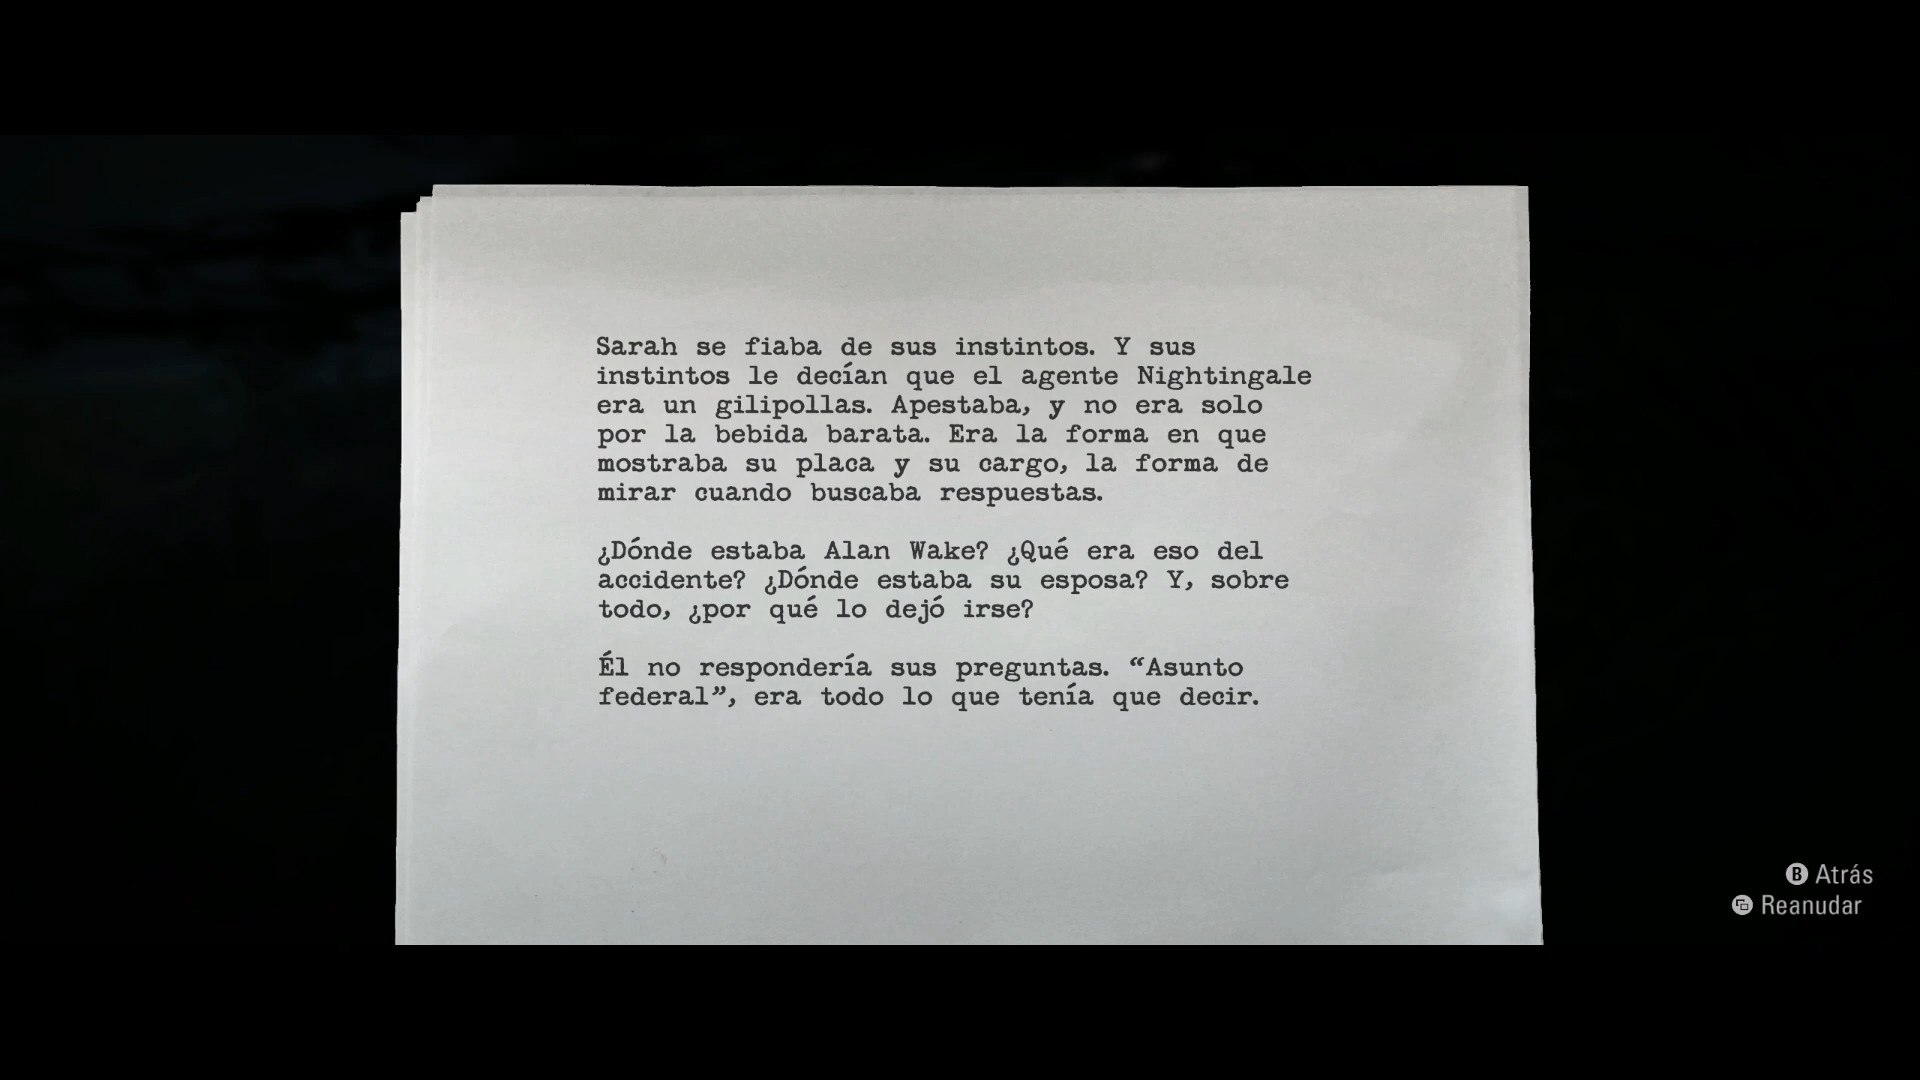 Sarah se fiaba de sus instintos. Y sus
instintos le decían que el agente Nightingale
era un gilipollas. Apestaba, y no era solo
por la bebida barata. Era la forma en que
mostraba su placa y su cargo, la forma de
mirar cuando buscaba respuestas.
¿Dónde estaba Alan Wake? ¿Qué era eso del
accidente? ¿Dónde estaba su esposa? Y, sobre
todo, ¿por qué lo dejó irse?
Él no respondería sus preguntas. “Asunto
federal”, era todo lo que tenía que decir.
B Atrás
Reanudar